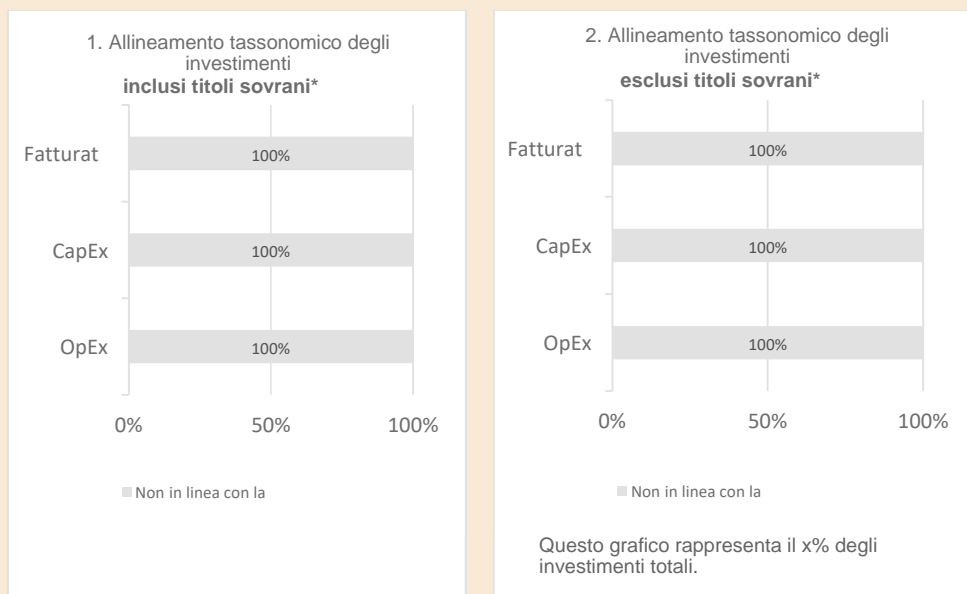 1. Allineamento tassonomico degli
investimenti
inclusi titoli sovrani*
Fatturat
100%
CapEx
100%
OpEx
100%
0% 50% 100%
Non in linea con la
2. Allineamento tassonomico degli
investimenti
esclusi titoli sovrani*
Fatturat
100%
CapEx
100%
OpEx
100%
0% 50% 100%
Non in linea con la
Questo grafico rappresenta il x% degli
investimenti totali.